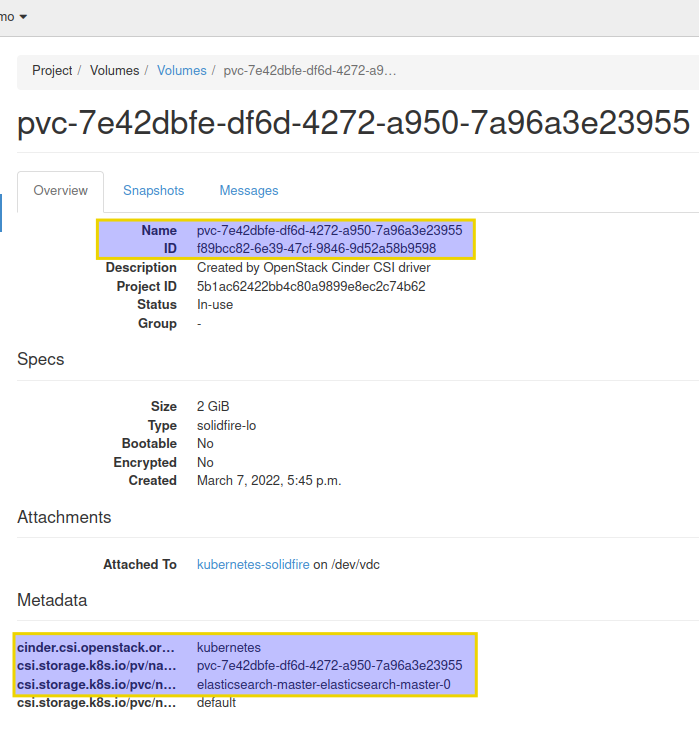 mo
Project / Volumes / Volumes / pvc-7e42dbfe-df6d-4272-a9…
pvc-7e42dbfe-df6d-4272-a950-7a96a3e23955
Overview Snapshots Messages
Name pvc-7e42dbfe-df6d-4272-a950-7a96a3e23955
ID f89bcc82-6e39-47cf-9846-9d52a58b9598
Description Created by OpenStack Cinder CSI driver
Project ID 5b1ac62422bb4c80a9899e8ec2c74b62
Status In-use
Group -
Specs
Size 2 GiB
Type solidfire-lo
Bootable No
Encrypted No
Created March 7, 2022, 5:45 p.m.
Attachments
Attached To kubernetes-solidfire on /dev/vdc
Metadata
cinder.csi.openstack.or… kubernetes
csi.storage.k8s.io/pv/na… pvc-7e42dbfe-df6d-4272-a950-7a96a3e23955
csi.storage.k8s.io/pvc/n… elasticsearch-master-elasticsearch-master-0
csi.storage.k8s.io/pvc/n… default